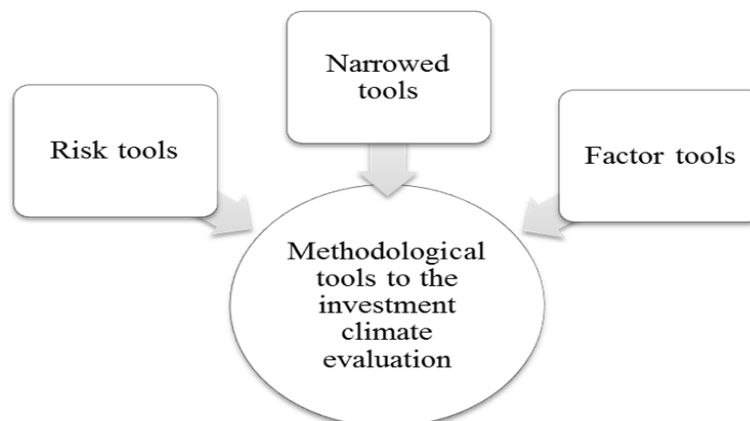 Narrowed
tools
Risk tools
Factor tools
Methodological
tools to the
investment
climate
evaluation